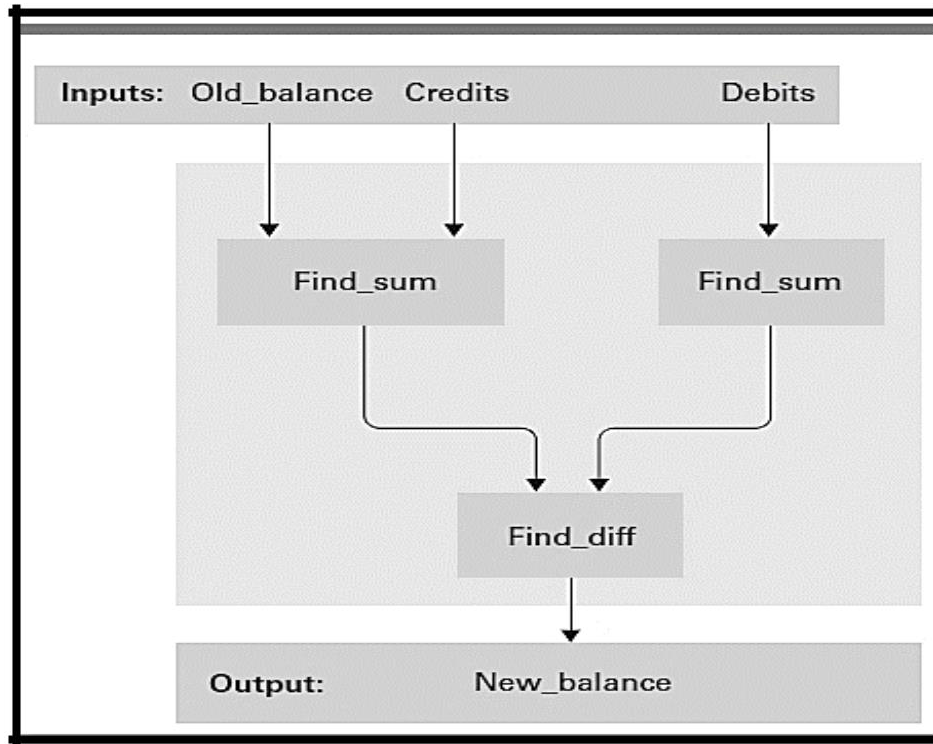 Inputs: Old_balance Credits Debits
Find_sum Find_sum
Find_diff
Output: New_balance